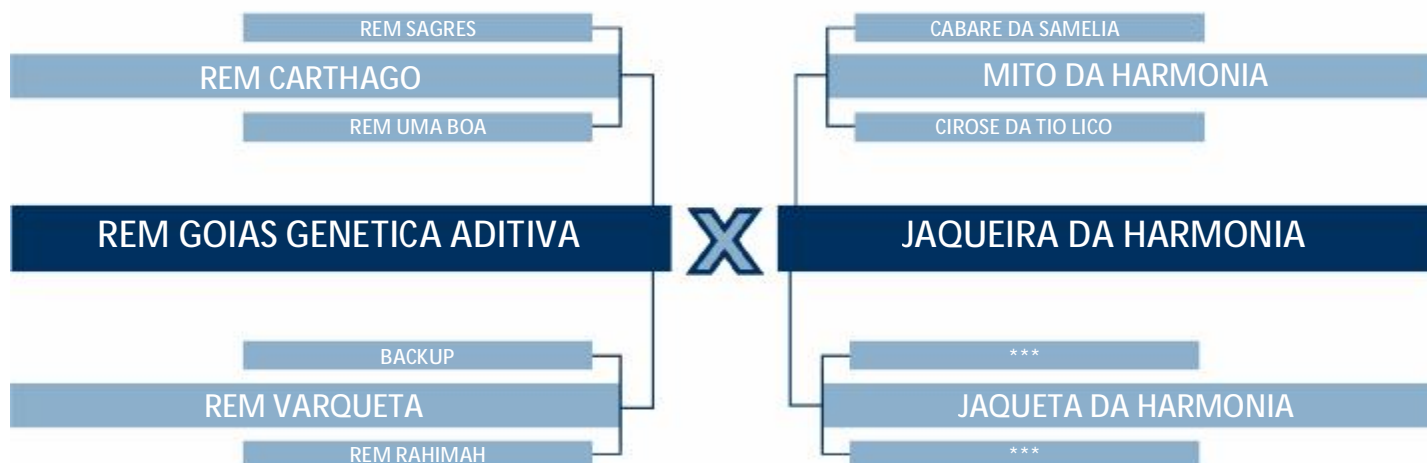 REM SAGRES
REM CARTHAGO
REM UMA BOA
CABARE DA SAMELIA
MITO DA HARMONIA
CIROSE DA TIO LICO
REM GOIAS GENETICA ADITIVA
X
JAQUEIRA DA HARMONIA
BACKUP
REM VARQUETA
REM RAHIMAH
***
JAQUETA DA HARMONIA
***